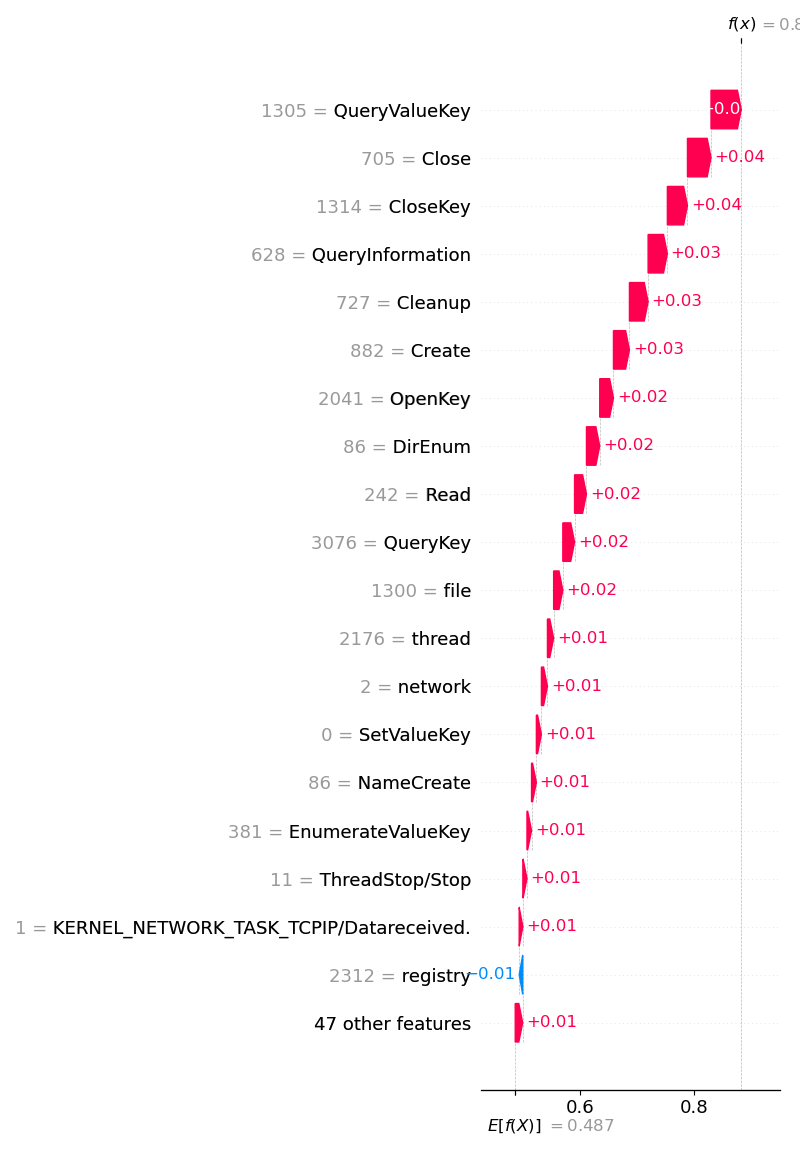 f(x) = 0.8
1305 = QueryValueKey
705 = Close
+0.04
1314 = CloseKey
+0.04
628 = QueryInformation
+0.03
727 = Cleanup
+0.03
882 = Create
+0.03
2041 = OpenKey
+0.02
86 = DirEnum
+0.02
242 = Read
+0.02
3076 = QueryKey
+0.02
1300 = file
+0.02
2176 = thread
+0.01
2 = network
+0.01
0 = SetValueKey
+0.01
86 = NameCreate
+0.01
381 = EnumerateValueKey
+0.01
11 = ThreadStop/Stop
+0.01
1 = KERNEL_NETWORK_TASK_TCPIP/Datareceived.
+0.01
2312 = registry
−0.01
47 other features
+0.01
0.6
0.8
E[f(X)] = 0.487